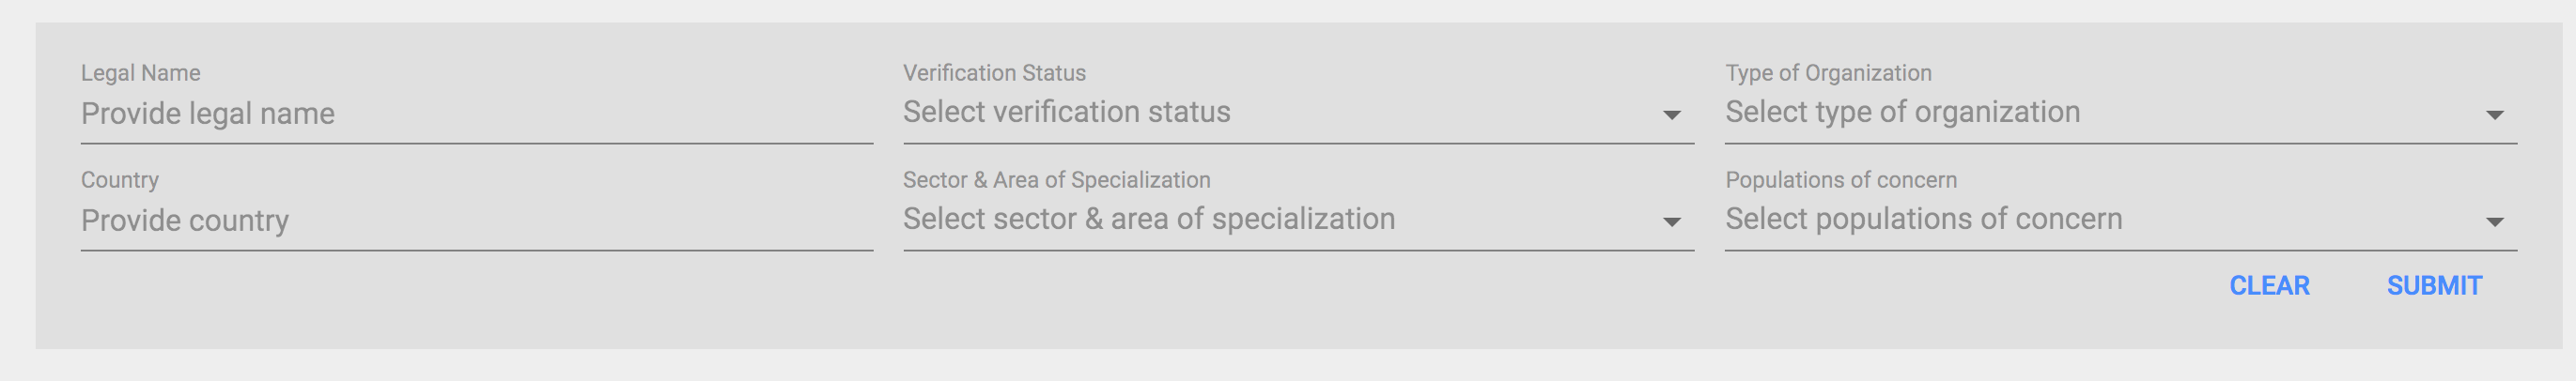 Legal Name
Provide legal name
Verification Status
Select verification status
Type of Organization
Select type of organization
Country
Provide country
Sector & Area of Specialization
Select sector & area of specialization
Populations of concern
Select populations of concern
CLEAR
SUBMIT